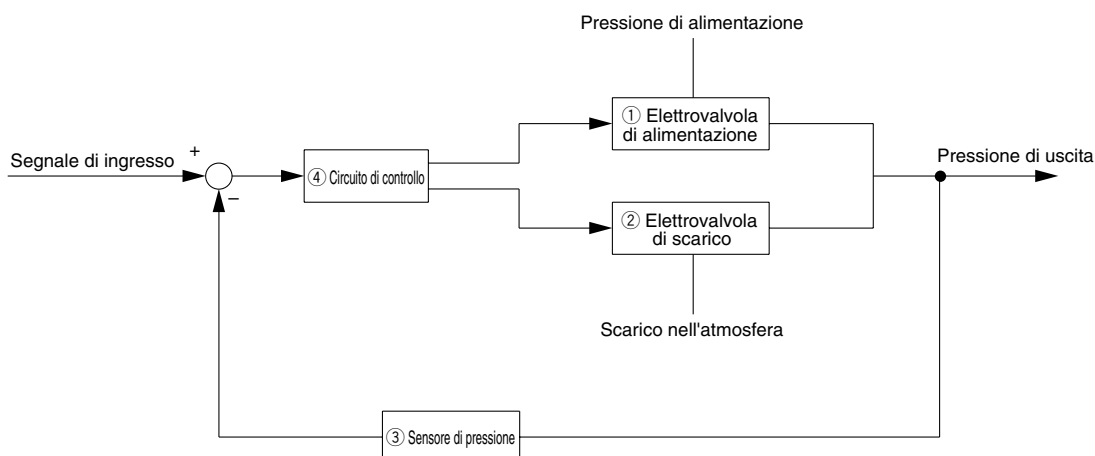 Pressione di alimentazione
① Elettrovalvola
di alimentazione
Segnale di ingresso
+
−
④ Circuito di controllo
Pressione di uscita
② Elettrovalvola
di scarico
Scarico nell'atmosfera
③ Sensore di pressione